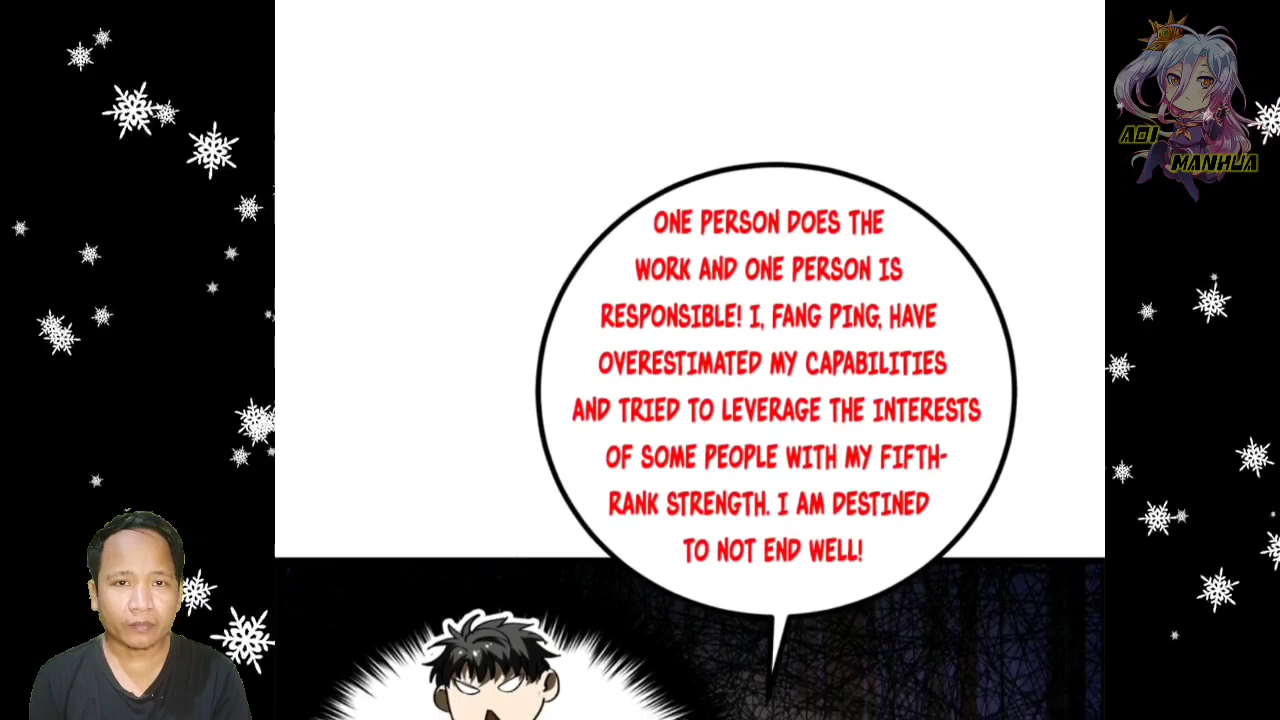 ONE PERSON DOES THE
WORK AND ONE PERSON IS
RESPONSIBLE! I, FANG PING, HAVE
OVERESTIMATED MY CAPABILITIES
AND TRIED TO LEVERAGE THE INTERESTS
OF SOME PEOPLE WITH MY FIFTH-
RANK STRENGTH. I AM DESTINED
TO NOT END WELL!
AOI
MANHUA